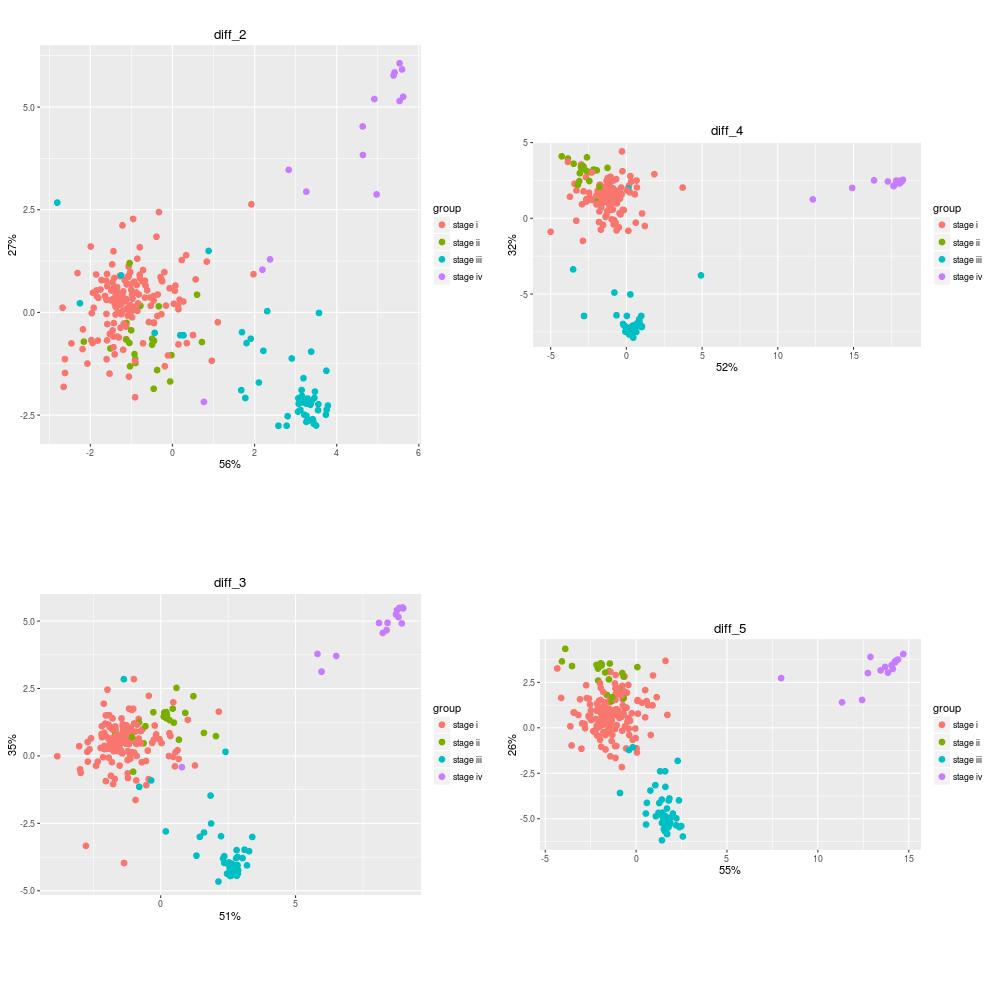 diff_2
5.0
2.5
0.0
-2.5
27%
-2
0
2
4
6
56%
group
stage i
stage ii
stage iii
stage iv
diff_4
5
0
-5
32%
-5
0
5
10
15
52%
group
stage i
stage ii
stage iii
stage iv
diff_3
5.0
2.5
0.0
-2.5
-5.0
35%
0
5
51%
group
stage i
stage ii
stage iii
stage iv
diff_5
2.5
0.0
-2.5
-5.0
26%
-5
0
5
10
15
55%
group
stage i
stage ii
stage iii
stage iv